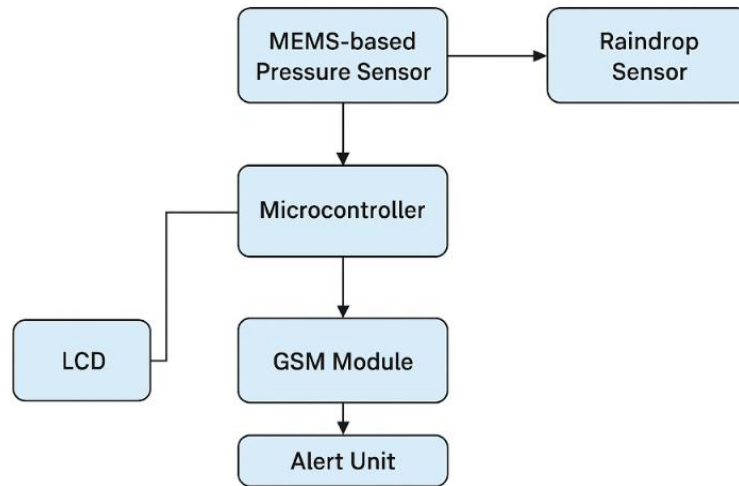 MEMS-based
Pressure Sensor
Raindrop
Sensor
Microcontroller
LCD
GSM Module
Alert Unit